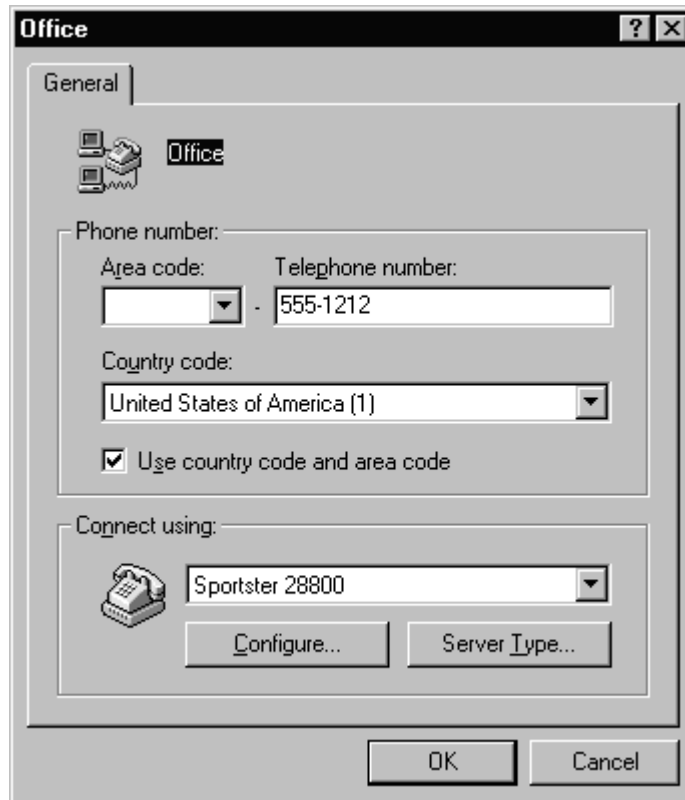 Office
General
Office
Phone number:
Area code: Telephone number:
- 555-1212
Country code:
United States of America (1)
Use country code and area code
Connect using:
Sportster 28800
Configure... Server Type...
OK Cancel